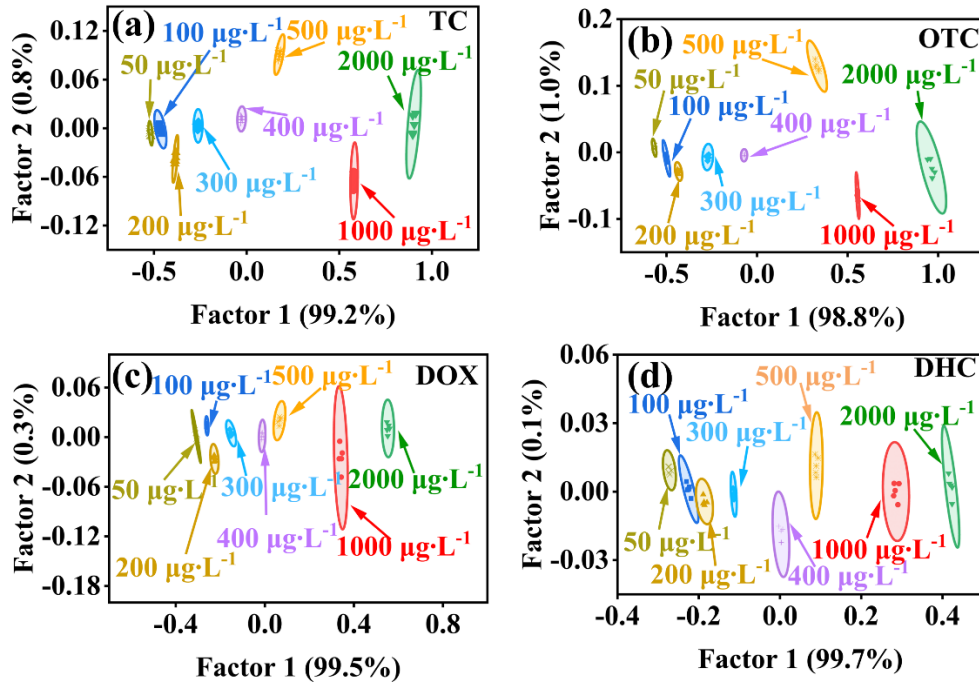 (a)
TC
100 µg·L⁻¹
500 µg·L⁻¹
50 µg·L⁻¹
2000 µg·L⁻¹
400 µg·L⁻¹
300 µg·L⁻¹
200 µg·L⁻¹
1000 µg·L⁻¹
0.12
0.06
0.00
-0.06
-0.12
Factor 2 (0.8%)
-0.5 0.0 0.5 1.0
Factor 1 (99.2%)
(b)
OTC
500 µg·L⁻¹
2000 µg·L⁻¹
50 µg·L⁻¹
100 µg·L⁻¹
400 µg·L⁻¹
300 µg·L⁻¹
200 µg·L⁻¹
1000 µg·L⁻¹
0.2
0.1
0.0
-0.1
Factor 2 (1.0%)
-0.5 0.0 0.5 1.0
Factor 1 (98.8%)
(c)
DOX
100 µg·L⁻¹
500 µg·L⁻¹
50 µg·L⁻¹
300 µg·L⁻¹
2000 µg·L⁻¹
400 µg·L⁻¹
200 µg·L⁻¹
1000 µg·L⁻¹
0.06
0.00
-0.06
-0.12
-0.18
Factor 2 (0.3%)
-0.4 0.0 0.4 0.8
Factor 1 (99.5%)
(d)
DHC
500 µg·L⁻¹
100 µg·L⁻¹
300 µg·L⁻¹
2000 µg·L⁻¹
50 µg·L⁻¹
200 µg·L⁻¹
400 µg·L⁻¹
1000 µg·L⁻¹
0.06
0.03
0.00
-0.03
Factor 2 (0.1%)
-0.4 -0.2 0.0 0.2 0.4
Factor 1 (99.7%)